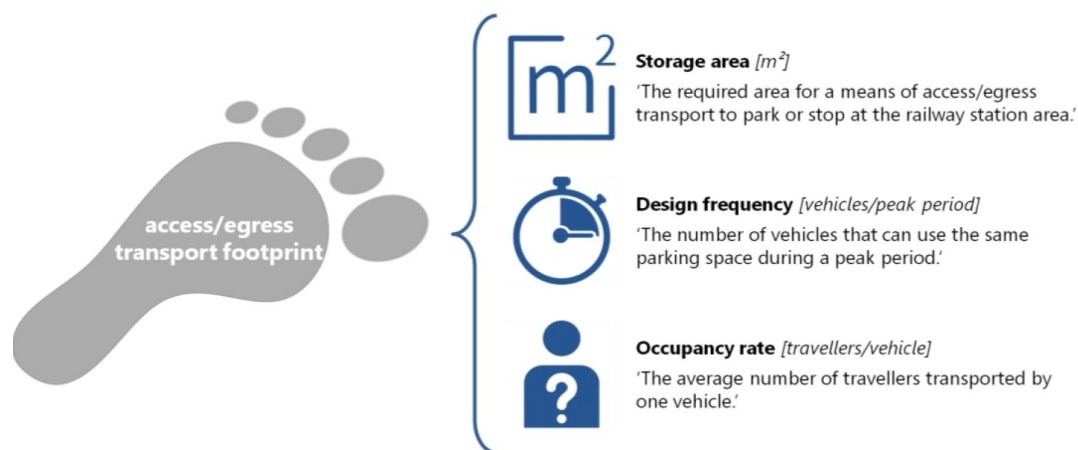 access/egress
transport footprint
m²
Storage area [m²]
‘The required area for a means of access/egress
transport to park or stop at the railway station area.’
Design frequency [vehicles/peak period]
‘The number of vehicles that can use the same
parking space during a peak period.’
?
Occupancy rate [travellers/vehicle]
‘The average number of travellers transported by
one vehicle.’